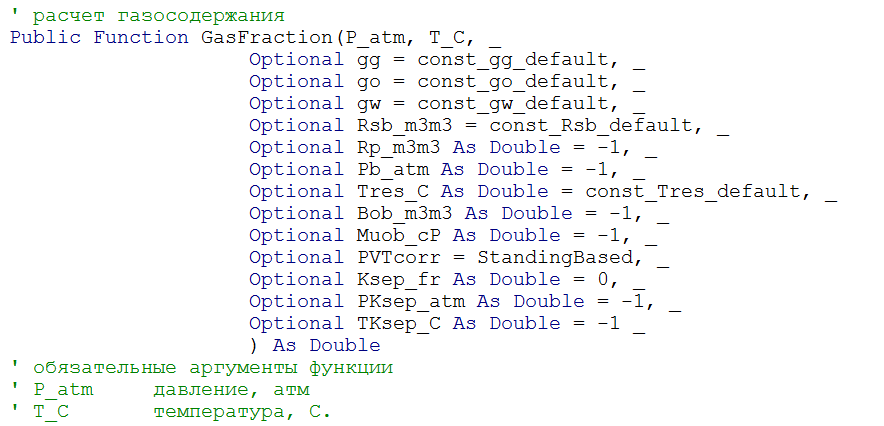 ' расчет газосодержания
Public Function GasFraction(P_atm, T_C, _
Optional gg = const_gg_default, _
Optional go = const_go_default, _
Optional gw = const_gw_default, _
Optional Rsb_m3m3 = const_Rsb_default, _
Optional Rp_m3m3 As Double = -1, _
Optional Pb_atm As Double = -1, _
Optional Tres_C As Double = const_Tres_default, _
Optional Bob_m3m3 As Double = -1, _
Optional Muob_cP As Double = -1, _
Optional PVTcorr = StandingBased, _
Optional Ksep_fr As Double = 0, _
Optional PKsep_atm As Double = -1, _
Optional TKsep_C As Double = -1 _
) As Double
' обязательные аргументы функции
' P_atm     давление, атм
' T_C       температура, С.